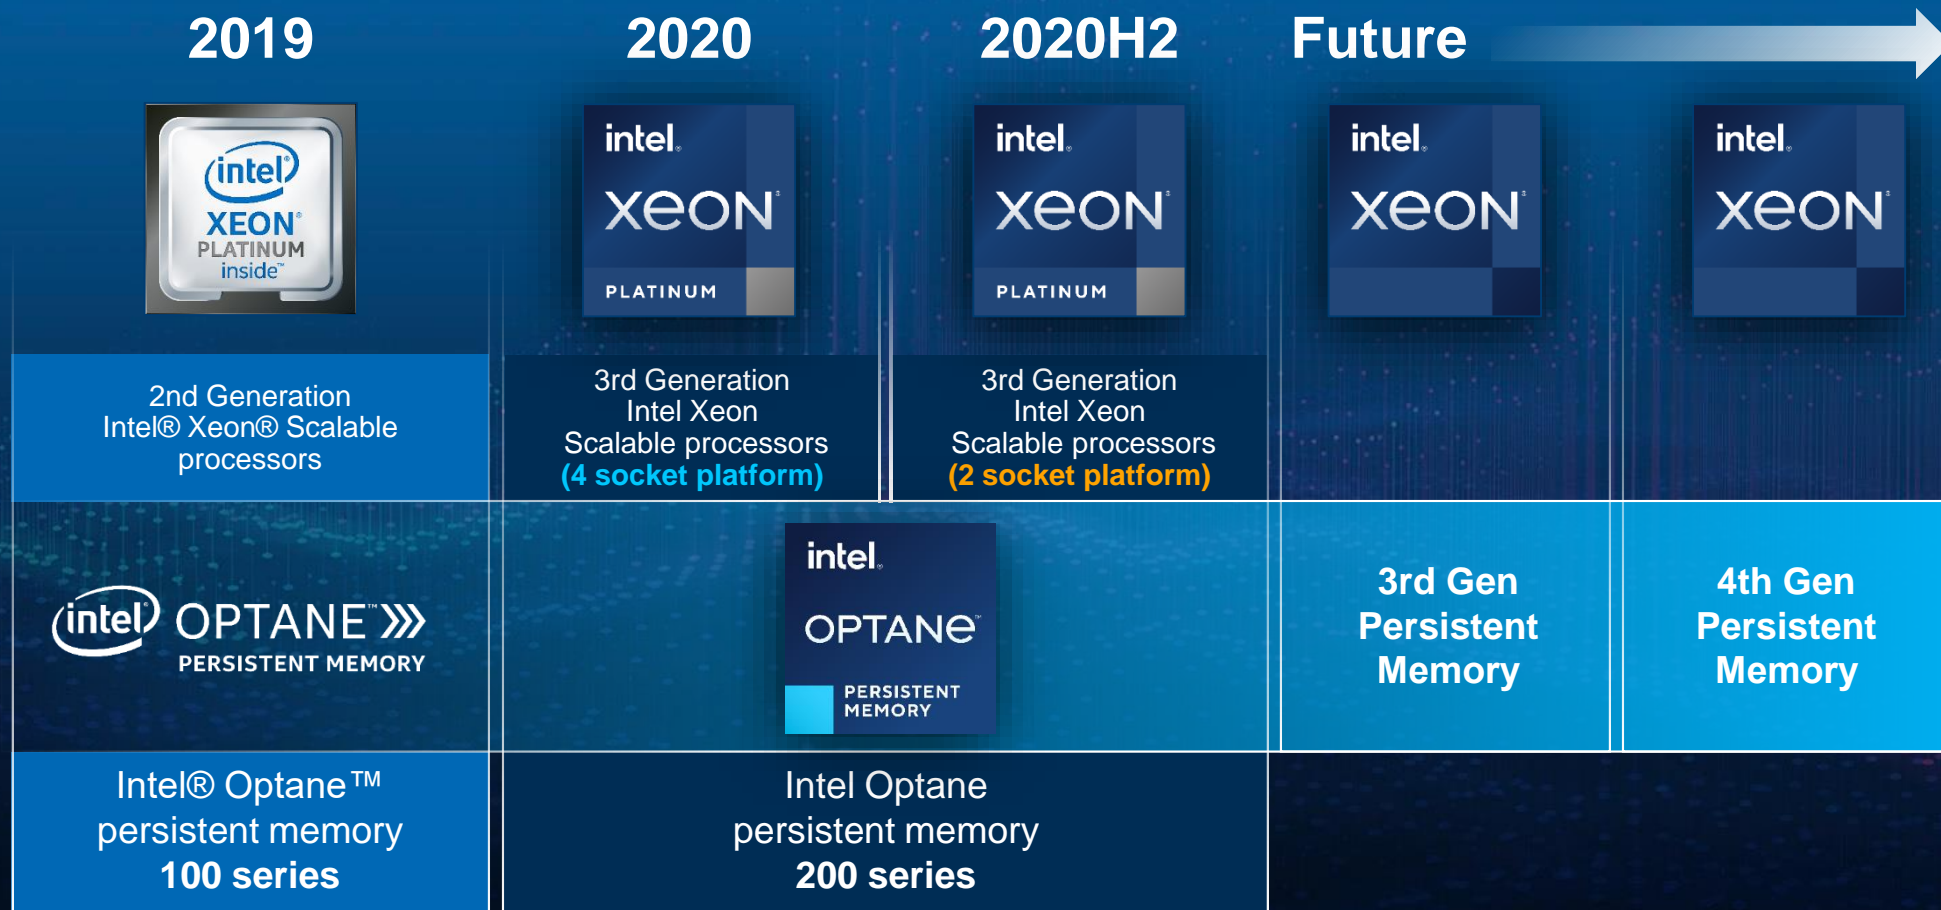 2019
2020
2020H2
Future
intel®
XEON®
PLATINUM
inside™
intel.
xeon
PLATINUM
intel.
xeon
PLATINUM
intel.
xeon
intel.
xeon
2nd Generation
Intel® Xeon® Scalable
processors
3rd Generation
Intel Xeon
Scalable processors
(4 socket platform)
3rd Generation
Intel Xeon
Scalable processors
(2 socket platform)
intel® OPTANE™
PERSISTENT MEMORY
intel.
OPTANe™
PERSISTENT
MEMORY
3rd Gen
Persistent
Memory
4th Gen
Persistent
Memory
Intel® Optane™
persistent memory
100 series
Intel Optane
persistent memory
200 series